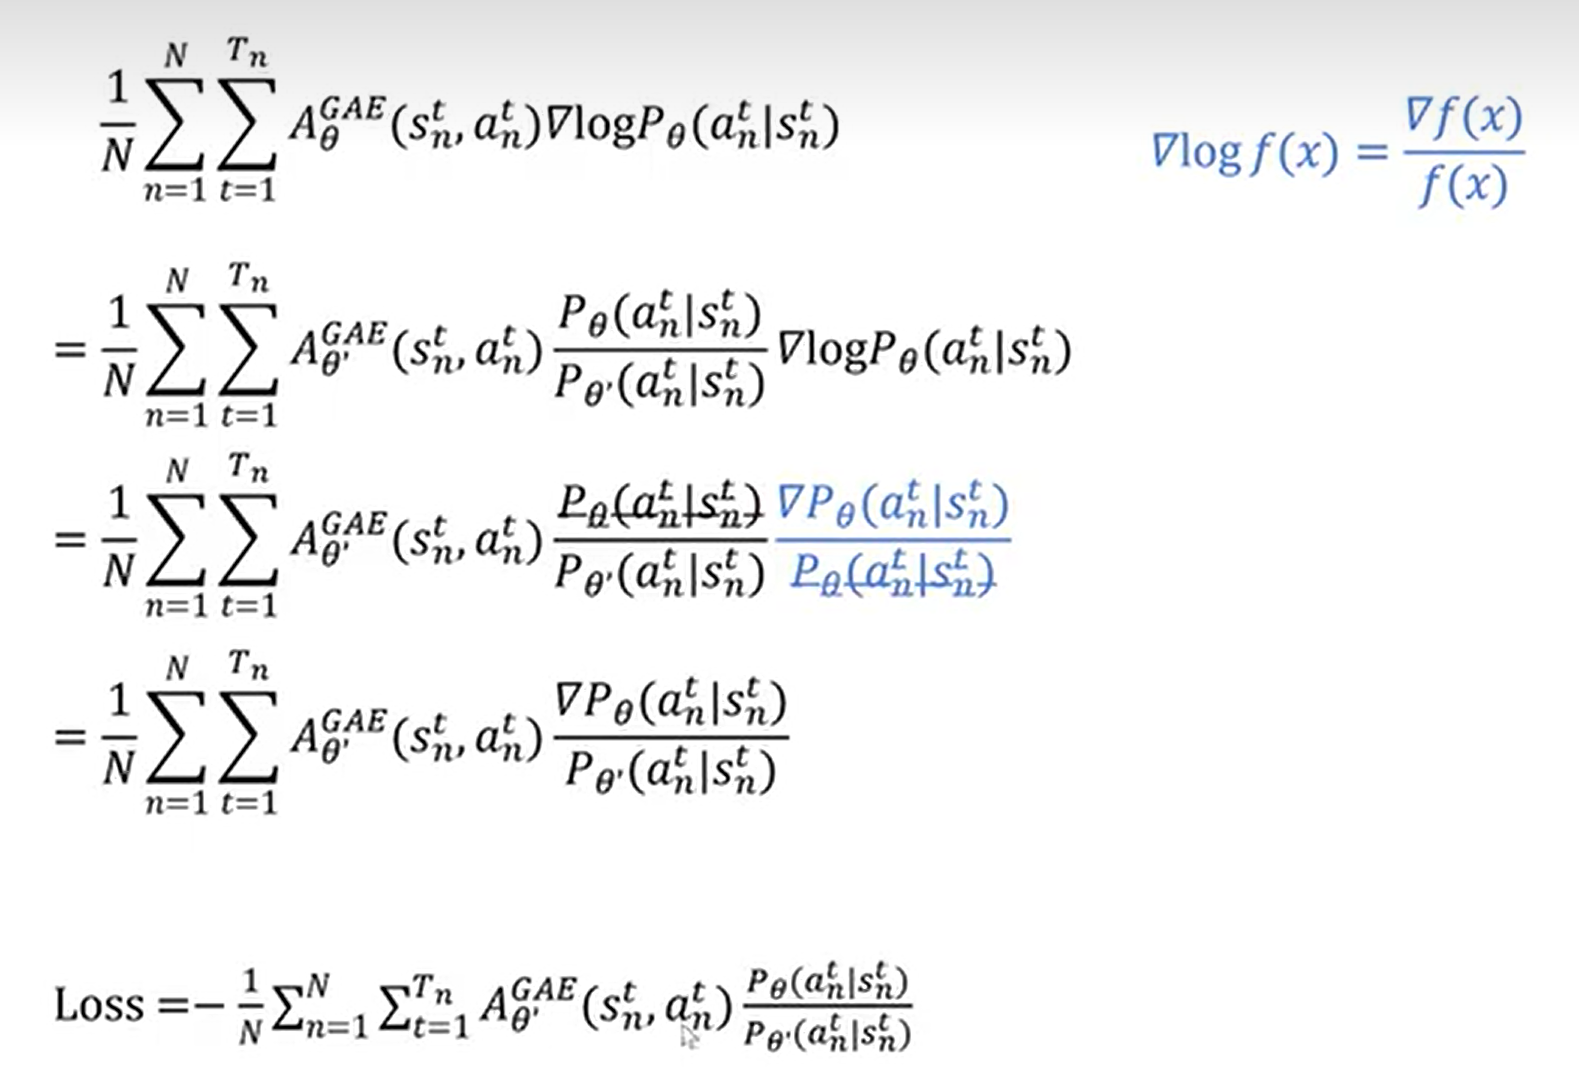 \frac{1}{N}\sum_{n=1}^{N}\sum_{t=1}^{T_n} A_{\theta}^{GAE}(s_n^t, a_n^t)\nabla \log P_{\theta}(a_n^t|s_n^t)
\nabla \log f(x) = \frac{\nabla f(x)}{f(x)}
= \frac{1}{N}\sum_{n=1}^{N}\sum_{t=1}^{T_n} A_{\theta'}^{GAE}(s_n^t, a_n^t)\frac{P_{\theta}(a_n^t|s_n^t)}{P_{\theta'}(a_n^t|s_n^t)}\nabla \log P_{\theta}(a_n^t|s_n^t)
= \frac{1}{N}\sum_{n=1}^{N}\sum_{t=1}^{T_n} A_{\theta'}^{GAE}(s_n^t, a_n^t)\frac{P_{\theta}(a_n^t|s_n^t)}{P_{\theta'}(a_n^t|s_n^t)}\frac{\nabla P_{\theta}(a_n^t|s_n^t)}{P_{\theta}(a_n^t|s_n^t)}
= \frac{1}{N}\sum_{n=1}^{N}\sum_{t=1}^{T_n} A_{\theta'}^{GAE}(s_n^t, a_n^t)\frac{\nabla P_{\theta}(a_n^t|s_n^t)}{P_{\theta'}(a_n^t|s_n^t)}
Loss = -\frac{1}{N}\sum_{n=1}^{N}\sum_{t=1}^{T_n} A_{\theta'}^{GAE}(s_n^t, a_n^t)\frac{P_{\theta}(a_n^t|s_n^t)}{P_{\theta'}(a_n^t|s_n^t)}